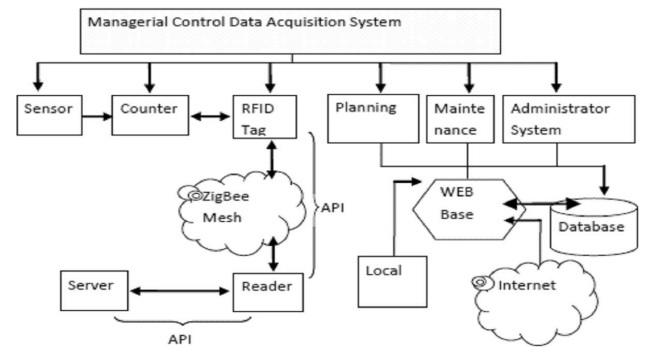 Managerial Control Data Acquisition System
Sensor
Counter
RFID
Tag
Planning
Mainte
nance
Administrator
System
ZigBee
Mesh
API
WEB
Base
Database
Local
Internet
Server
Reader
API